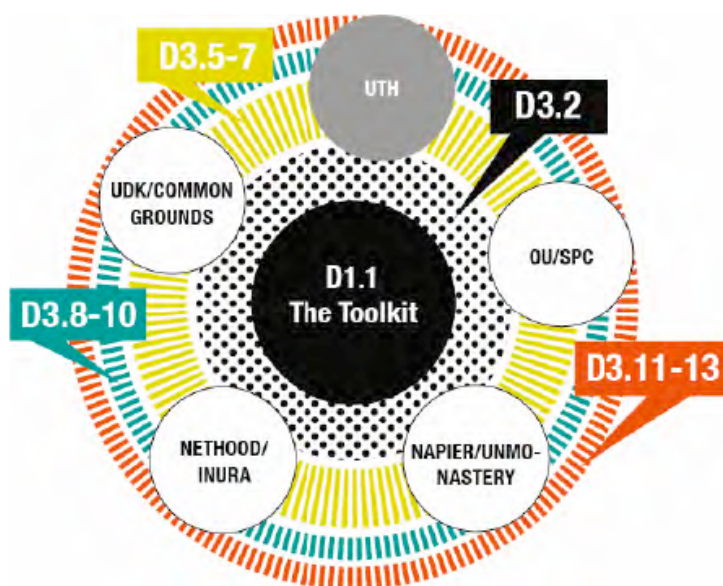 D3.5-7
UTH
D3.2
UDK/COMMON
GROUNDS
OU/SPC
D1.1
The Toolkit
D3.8-10
D3.11-13
NETHOOD/
INURA
NAPIER/UNMO-
NASTERY